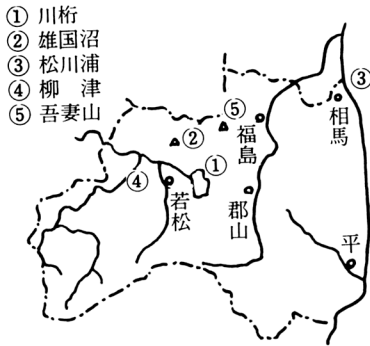 ① 川桁
② 雄国沼
③ 松川浦
④ 柳津
⑤ 吾妻山
③
相馬
⑤
福島
②
①
④
若松
郡山
平